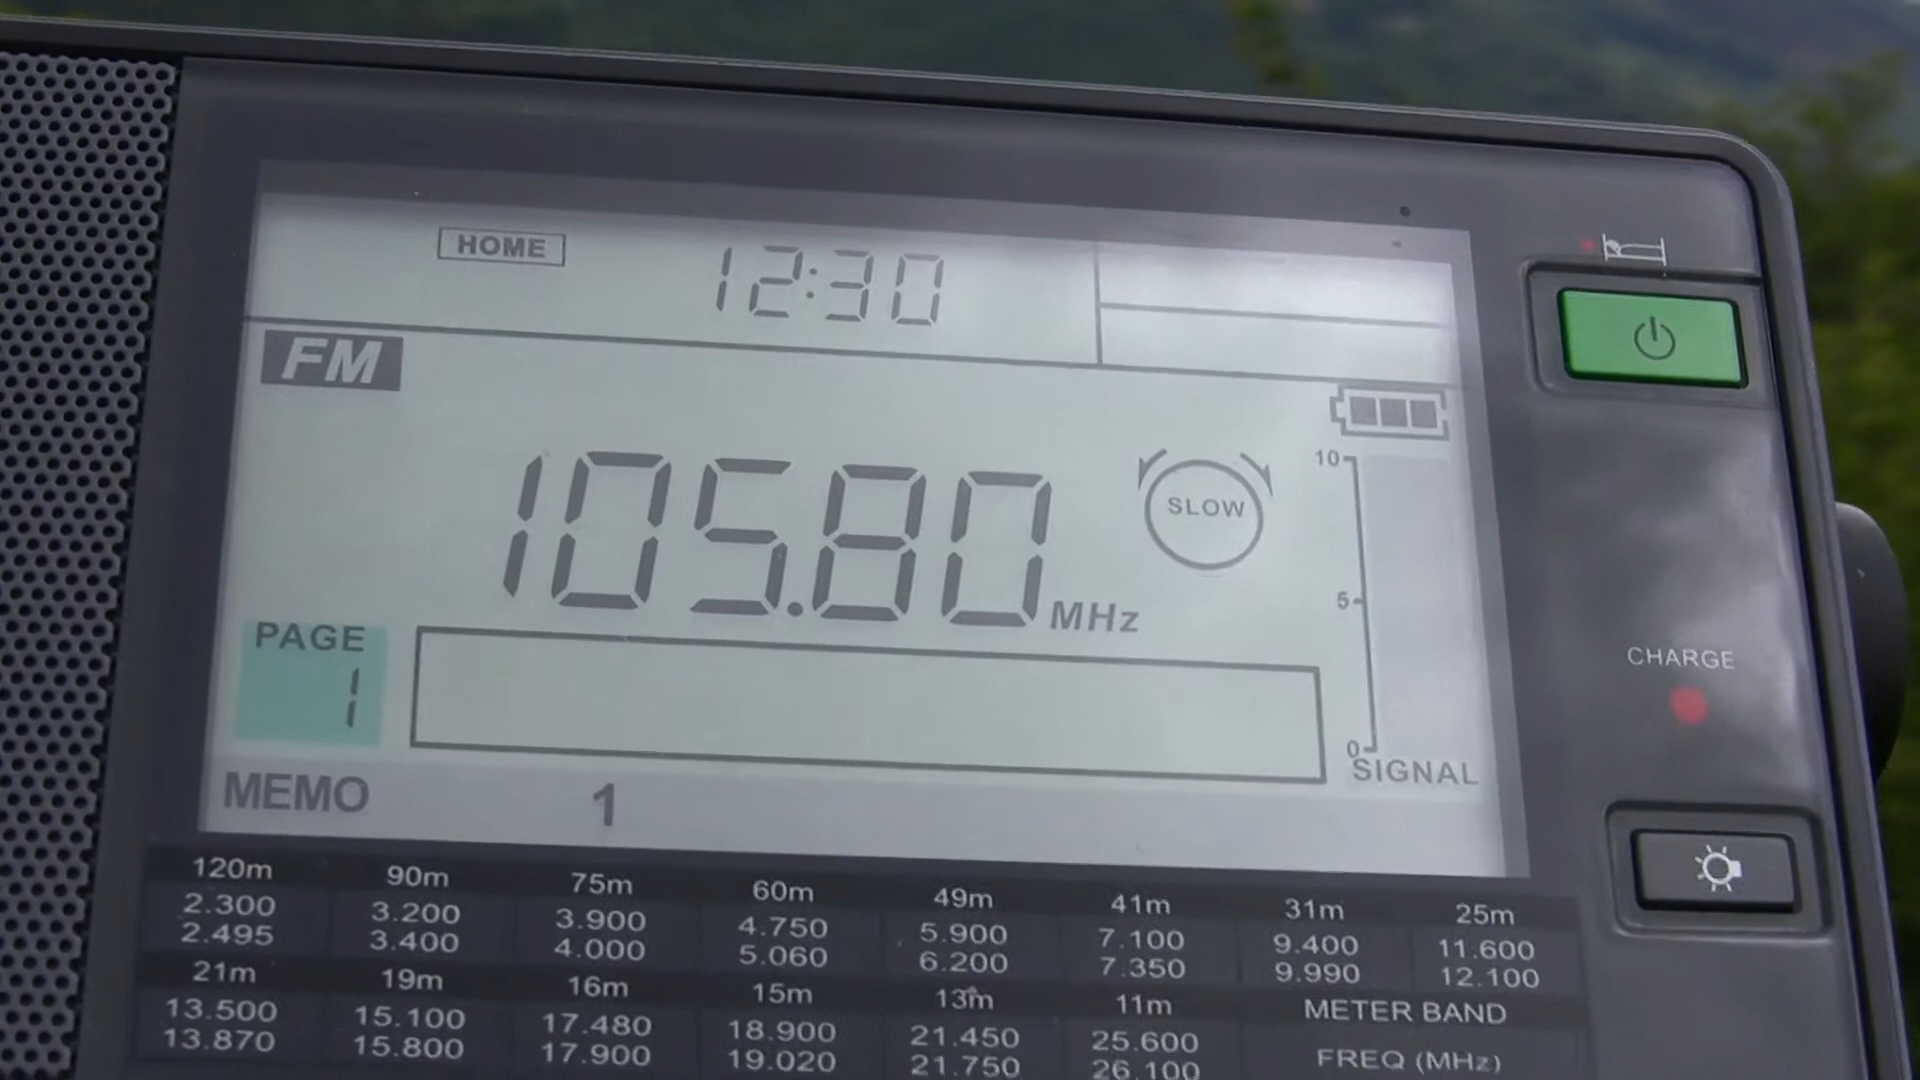 HOME 12:30
FM
105.80 MHz
SLOW
10
5
0
SIGNAL
PAGE
1
MEMO 1
CHARGE
120m 90m 75m 60m 49m 41m 31m 25m
2.300 3.200 3.900 4.750 5.900 7.100 9.400 11.600
2.495 3.400 4.000 5.060 6.200 7.350 9.990 12.100
21m 19m 16m 15m 13m 11m METER BAND
13.500 15.100 17.480 18.900 21.450 25.600 FREQ (MHz)
13.870 15.800 17.900 19.020 21.750 26.100